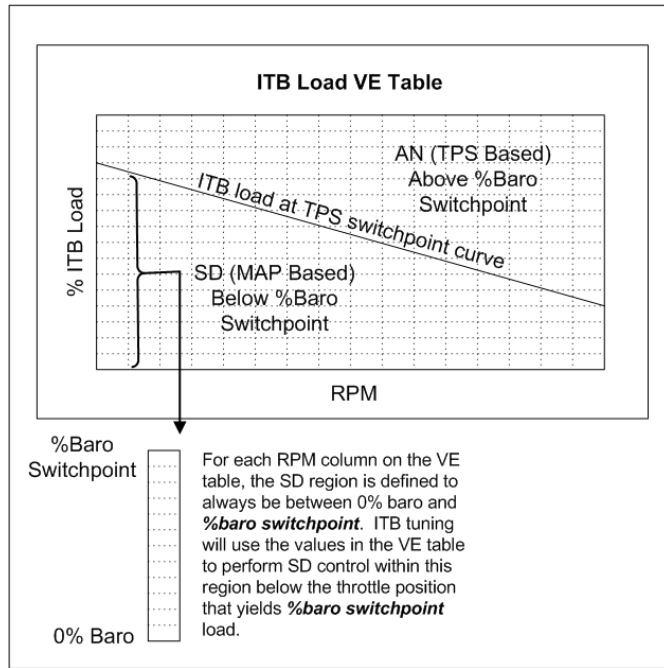 ITB Load VE Table
AN (TPS Based)
Above %Baro
Switchpoint
ITB load at TPS switchpoint curve
% ITB Load
SD (MAP Based)
Below %Baro
Switchpoint
RPM
%Baro
Switchpoint
For each RPM column on the VE
table, the SD region is defined to
always be between 0% baro and
%baro switchpoint. ITB tuning
will use the values in the VE table
to perform SD control within this
region below the throttle position
that yields %baro switchpoint
load.
0% Baro